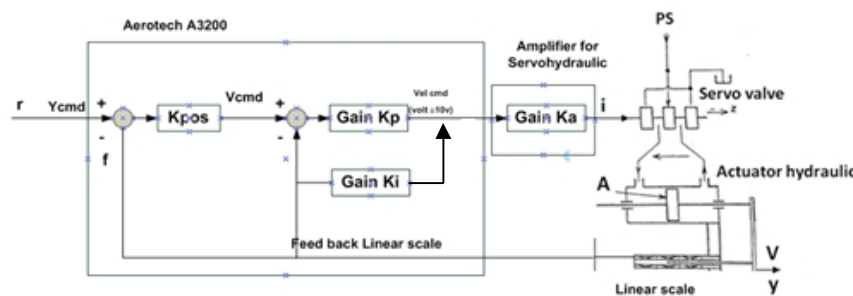 Aerotech A3200
PS
Amplifier for
Servohydraulic
r
Ycmd
+
-
f
Kpos
Vcmd
+
-
Gain Kp
Vel cmd
(volt ±10v)
Gain Ka
i
Servo valve
z
Gain Ki
Actuator hydraulic
A
Feed back Linear scale
V
y
Linear scale